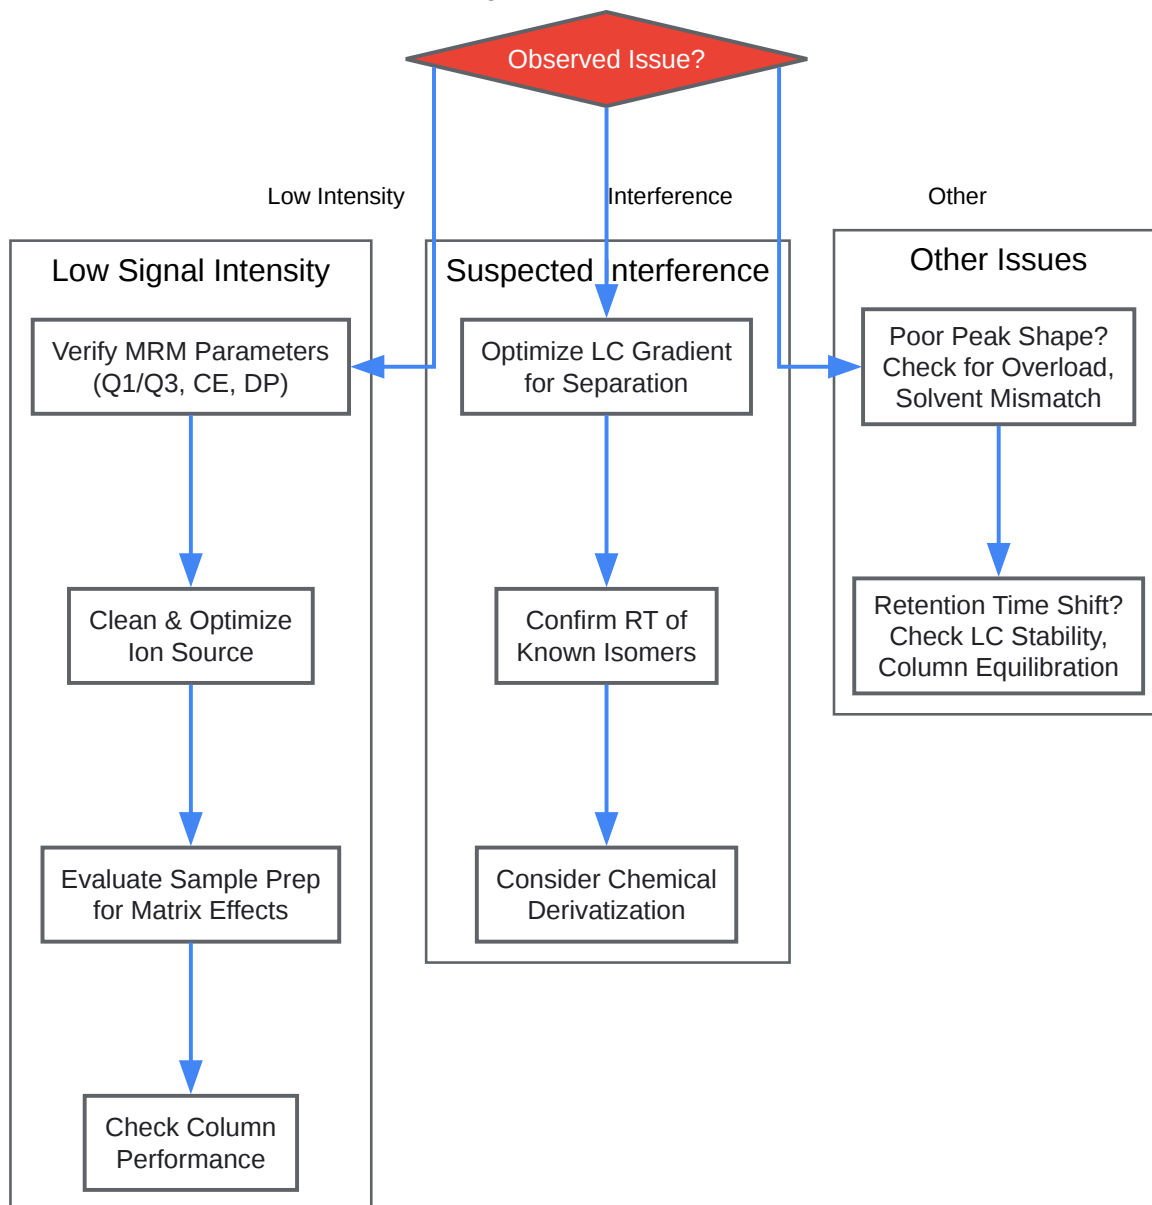 Observed Issue?
Low Intensity
Interference
Other
Low Signal Intensity
Verify MRM Parameters
(Q1/Q3, CE, DP)
Clean & Optimize
Ion Source
Evaluate Sample Prep
for Matrix Effects
Check Column
Performance
Suspected Interference
Optimize LC Gradient
for Separation
Confirm RT of
Known Isomers
Consider Chemical
Derivatization
Other Issues
Poor Peak Shape?
Check for Overload,
Solvent Mismatch
Retention Time Shift?
Check LC Stability,
Column Equilibration